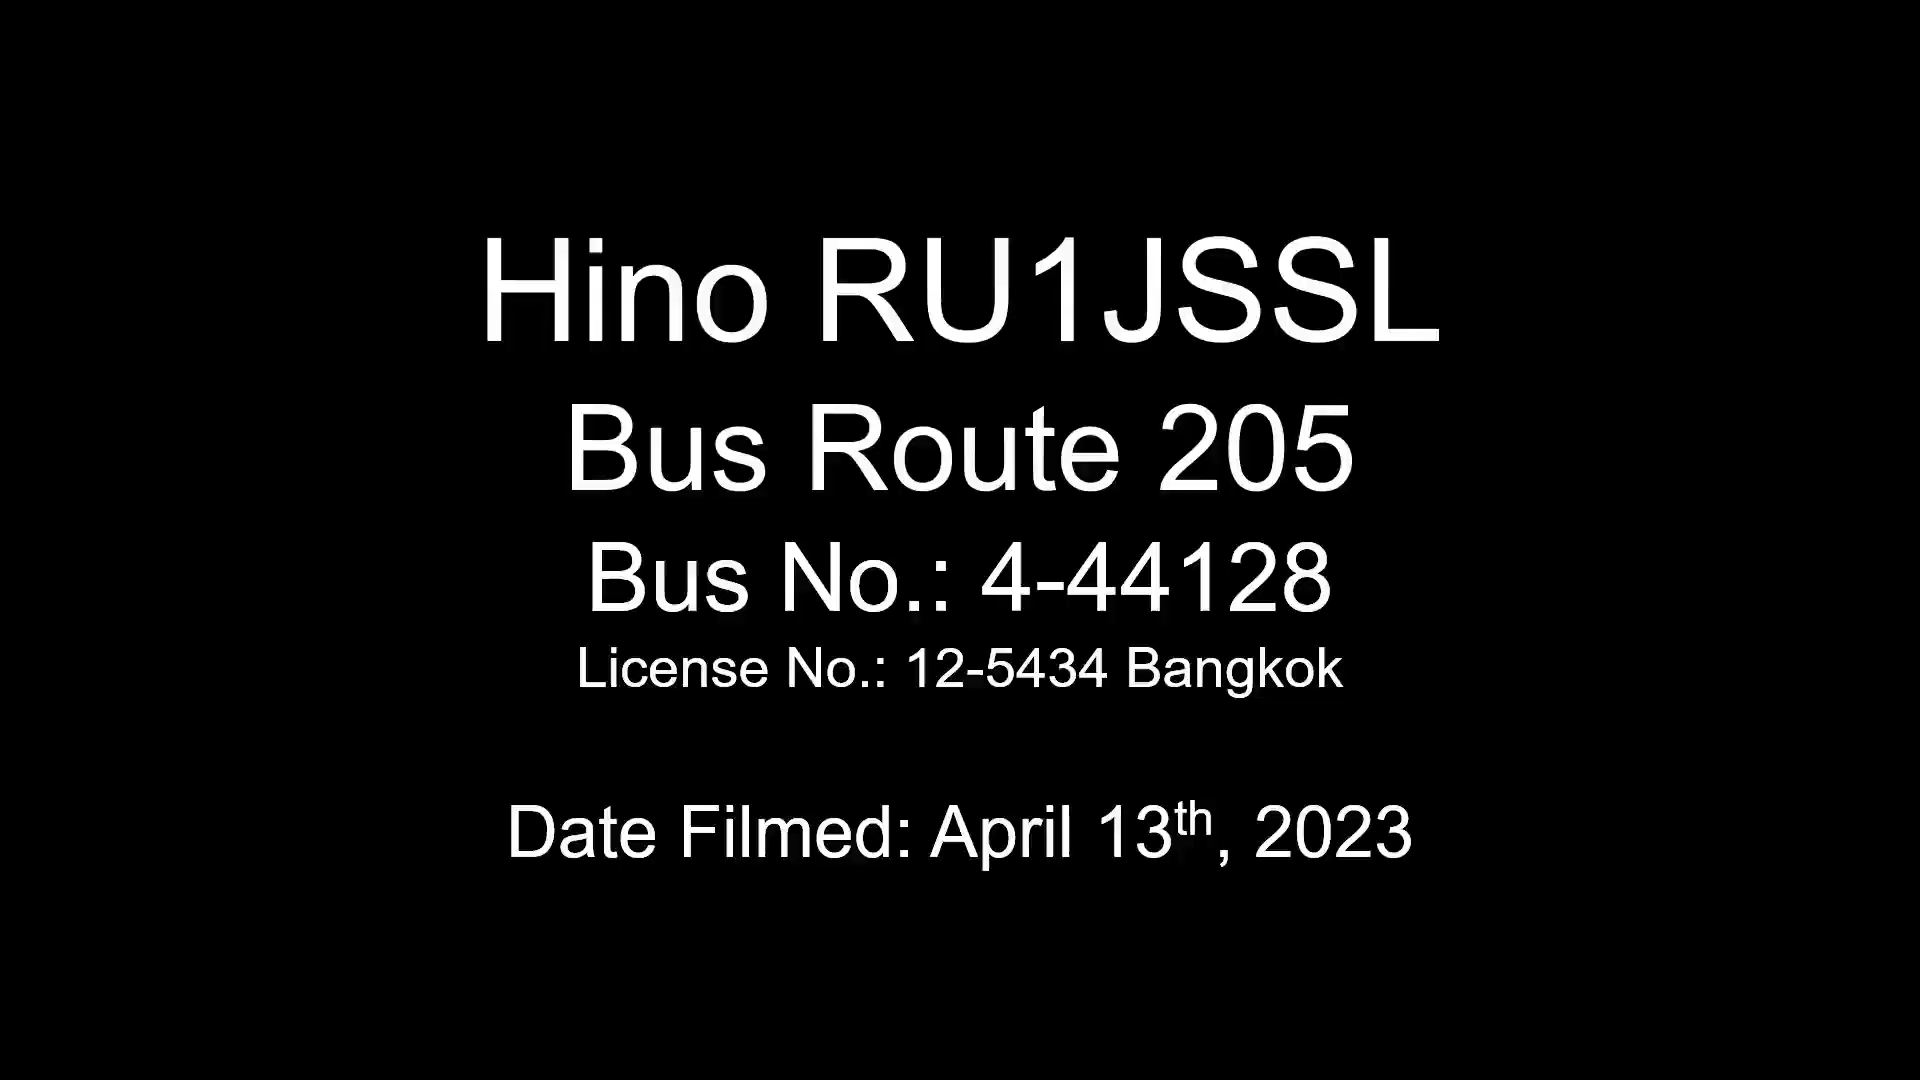 Hino RU1JSSL
Bus Route 205
Bus No.: 4-44128
License No.: 12-5434 Bangkok
Date Filmed: April 13th, 2023